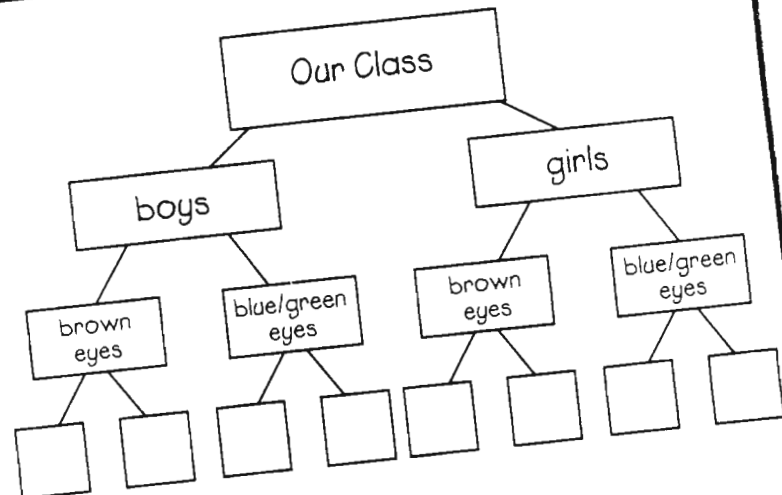 Our Class
boys
girls
brown
eyes
blue/green
eyes
brown
eyes
blue/green
eyes